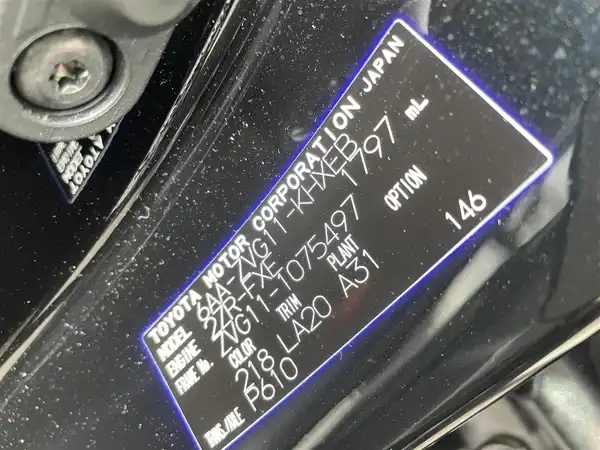 TOYOTA MOTOR CORPORATION JAPAN
MODEL 6AA-ZVG11-KHXEB
ENGINE 2ZR-FXE 1797 mL
FRAME No. ZVG11-1075497
COLOR TRIM PLANT OPTION
218 LA20 A31 146
TRANS./AXLE P610